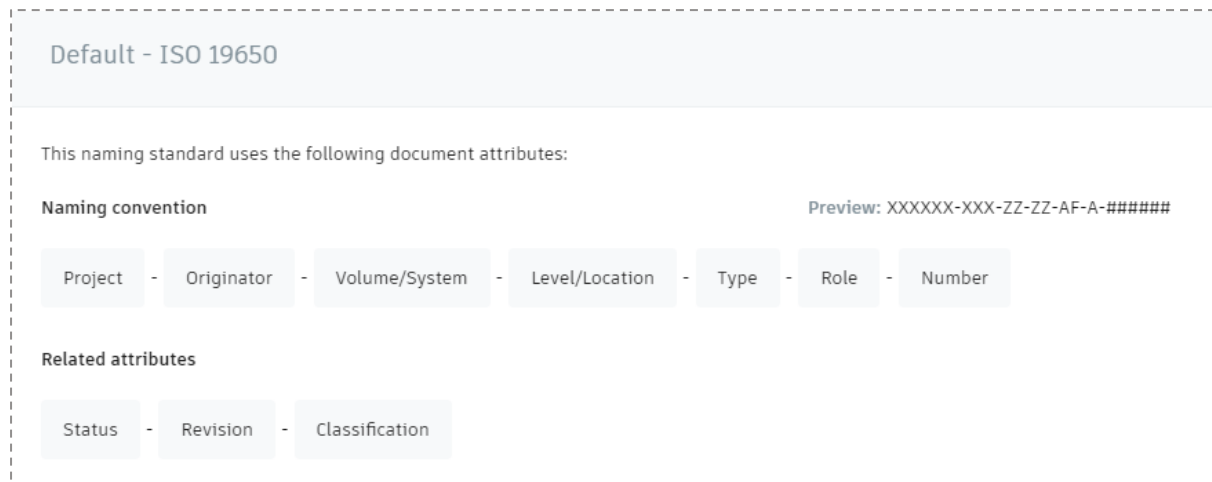 Default - ISO 19650
This naming standard uses the following document attributes:
Naming convention Preview: XXXXXX-XXX-ZZ-ZZ-AF-A-######
Project - Originator - Volume/System - Level/Location - Type - Role - Number
Related attributes
Status - Revision - Classification